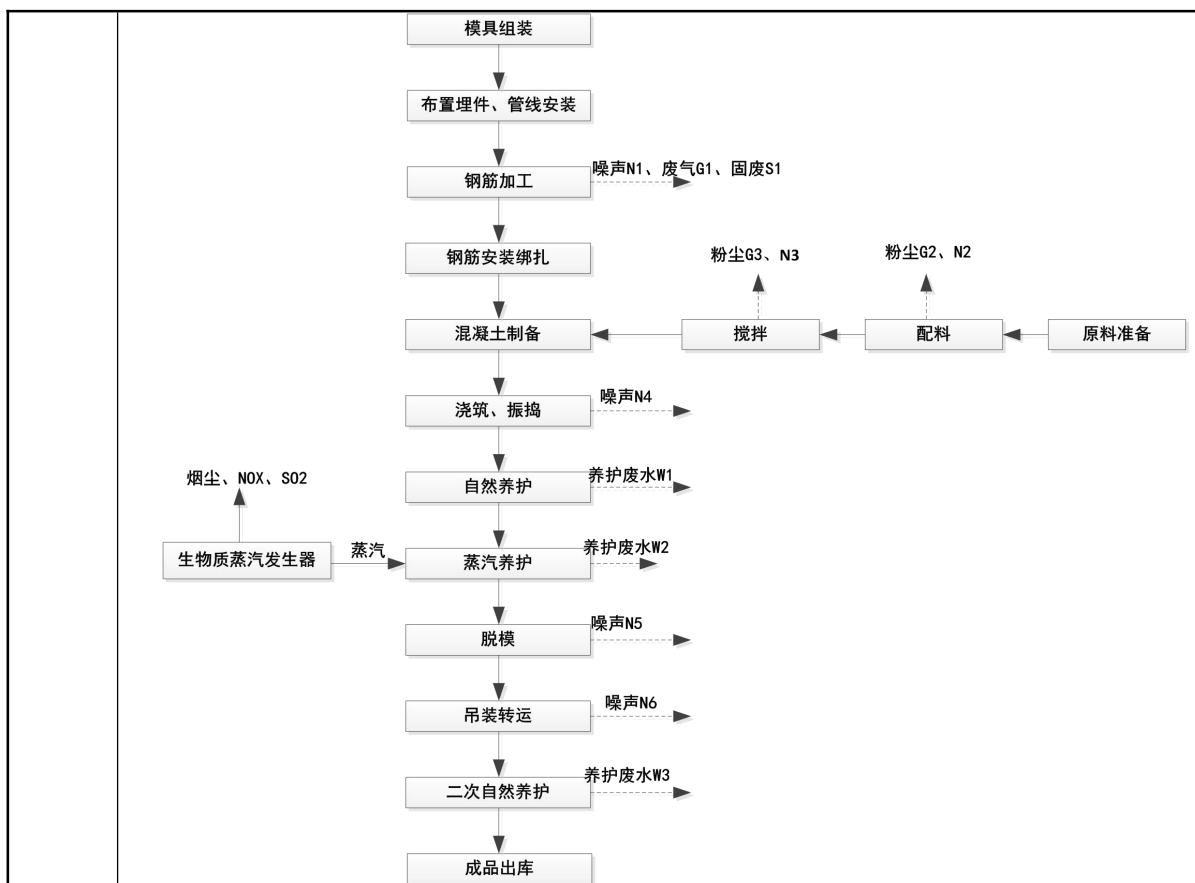 模具组装
布置埋件、管线安装
钢筋加工
噪声N1、废气G1、固废S1
钢筋安装绑扎
粉尘G3、N3
粉尘G2、N2
混凝土制备
搅拌
配料
原料准备
浇筑、振捣
噪声N4
自然养护
养护废水W1
烟尘、NOX、SO2
生物质蒸汽发生器
蒸汽
蒸汽养护
养护废水W2
脱模
噪声N5
吊装转运
噪声N6
二次自然养护
养护废水W3
成品出库